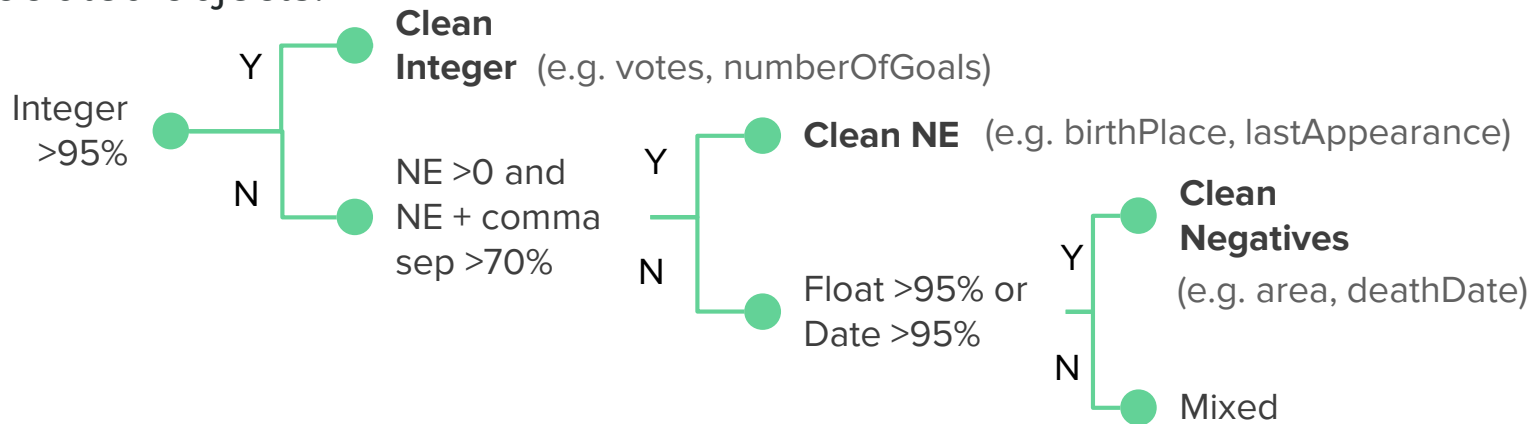 Clean
Integer (e.g. votes, numberOfGoals)
Y
Integer
>95%
N
NE >0 and
NE + comma
sep >70%
Y
Clean NE (e.g. birthPlace, lastAppearance)
N
Float >95% or
Date >95%
Y
Clean
Negatives
(e.g. area, deathDate)
N
Mixed